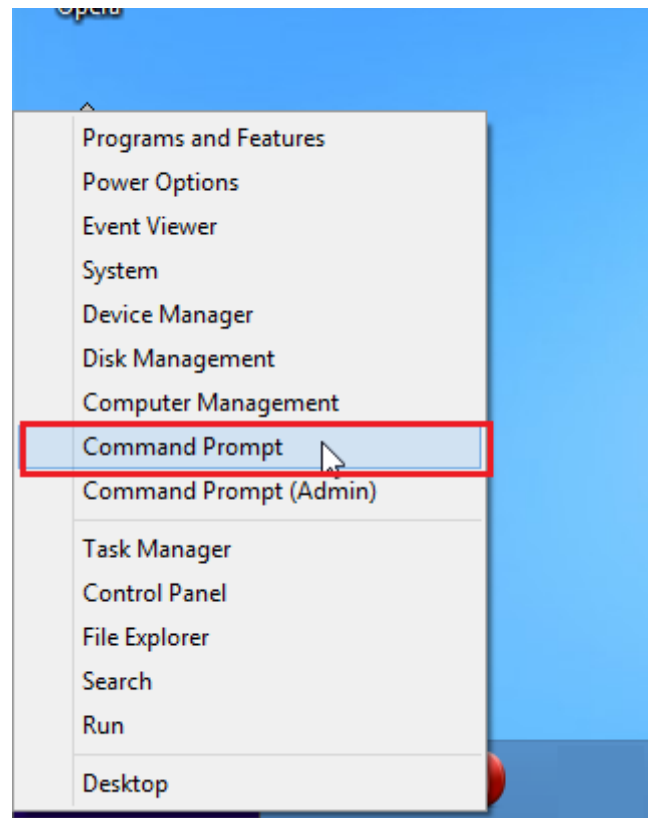 Opera
Programs and Features
Power Options
Event Viewer
System
Device Manager
Disk Management
Computer Management
Command Prompt
Command Prompt (Admin)
Task Manager
Control Panel
File Explorer
Search
Run
Desktop